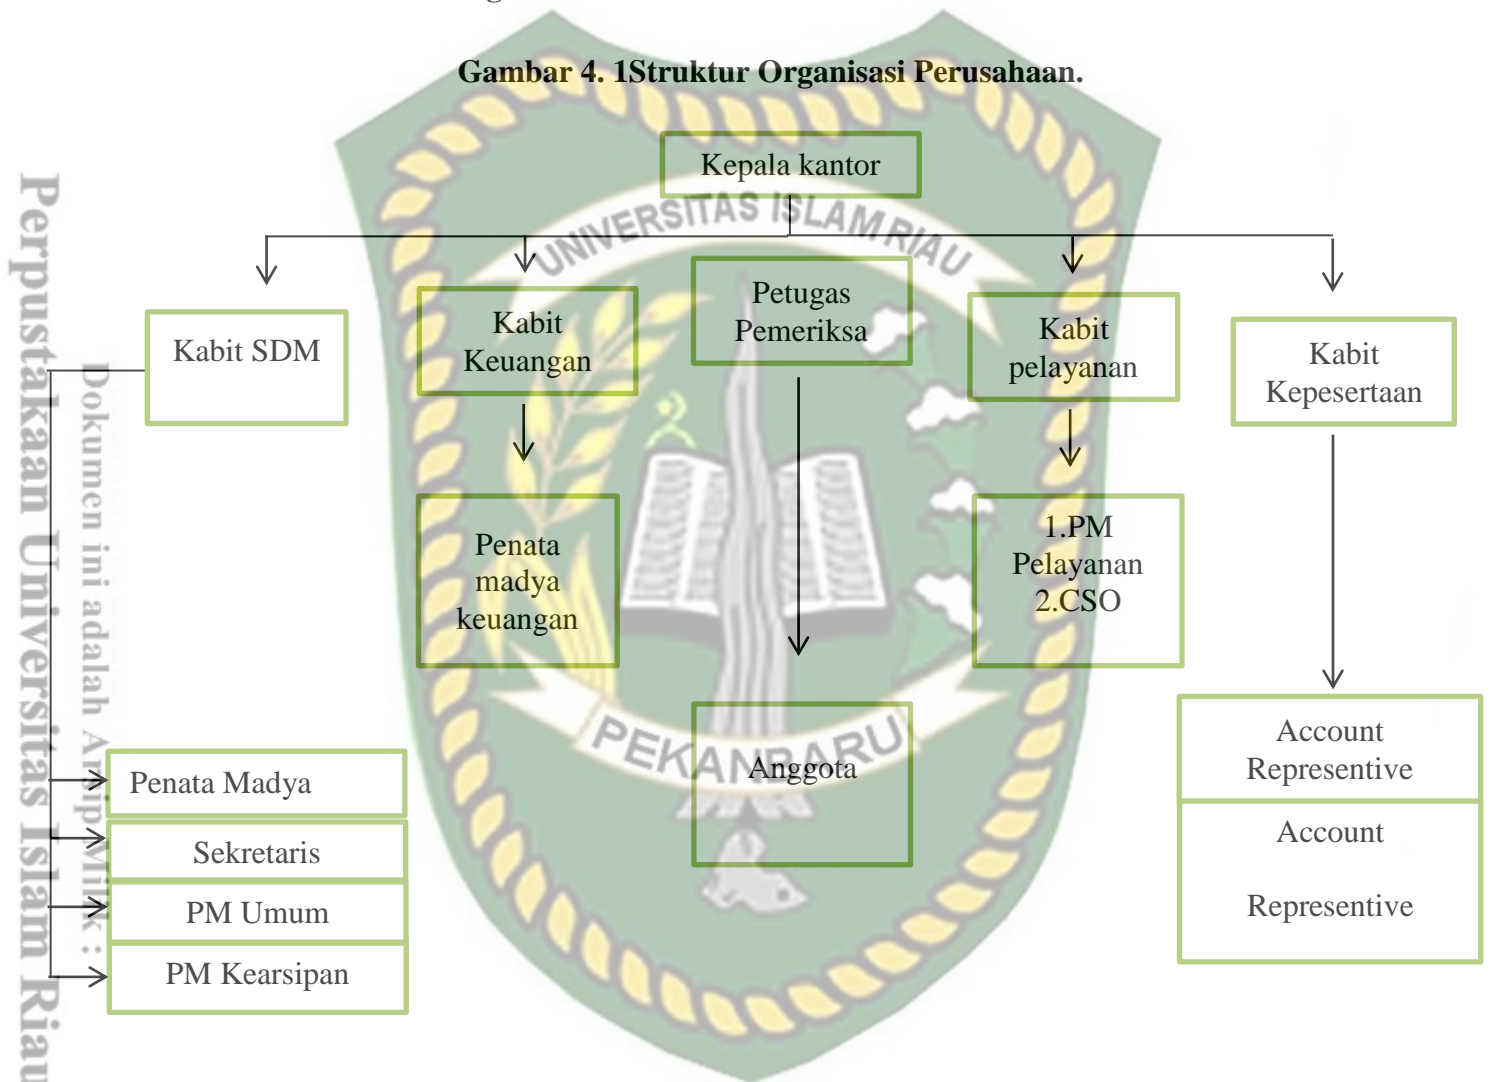 Gambar 4. 1Struktur Organisasi Perusahaan.
Kepala kantor
UNIVERSITAS ISLAM RIAU
Kabit SDM
Kabit
Keuangan
Petugas
Pemeriksa
Kabit
pelayanan
Kabit
Kepesertaan
Penata
madya
keuangan
1.PM
Pelayanan
2.CSO
PEKANBARU
Anggota
Account
Representive
Account
Representive
Penata Madya
Sekretaris
PM Umum
PM Kearsipan
Perpustakaan Universitas Islam Riau
Dokumen ini adalah Arsip Milik :